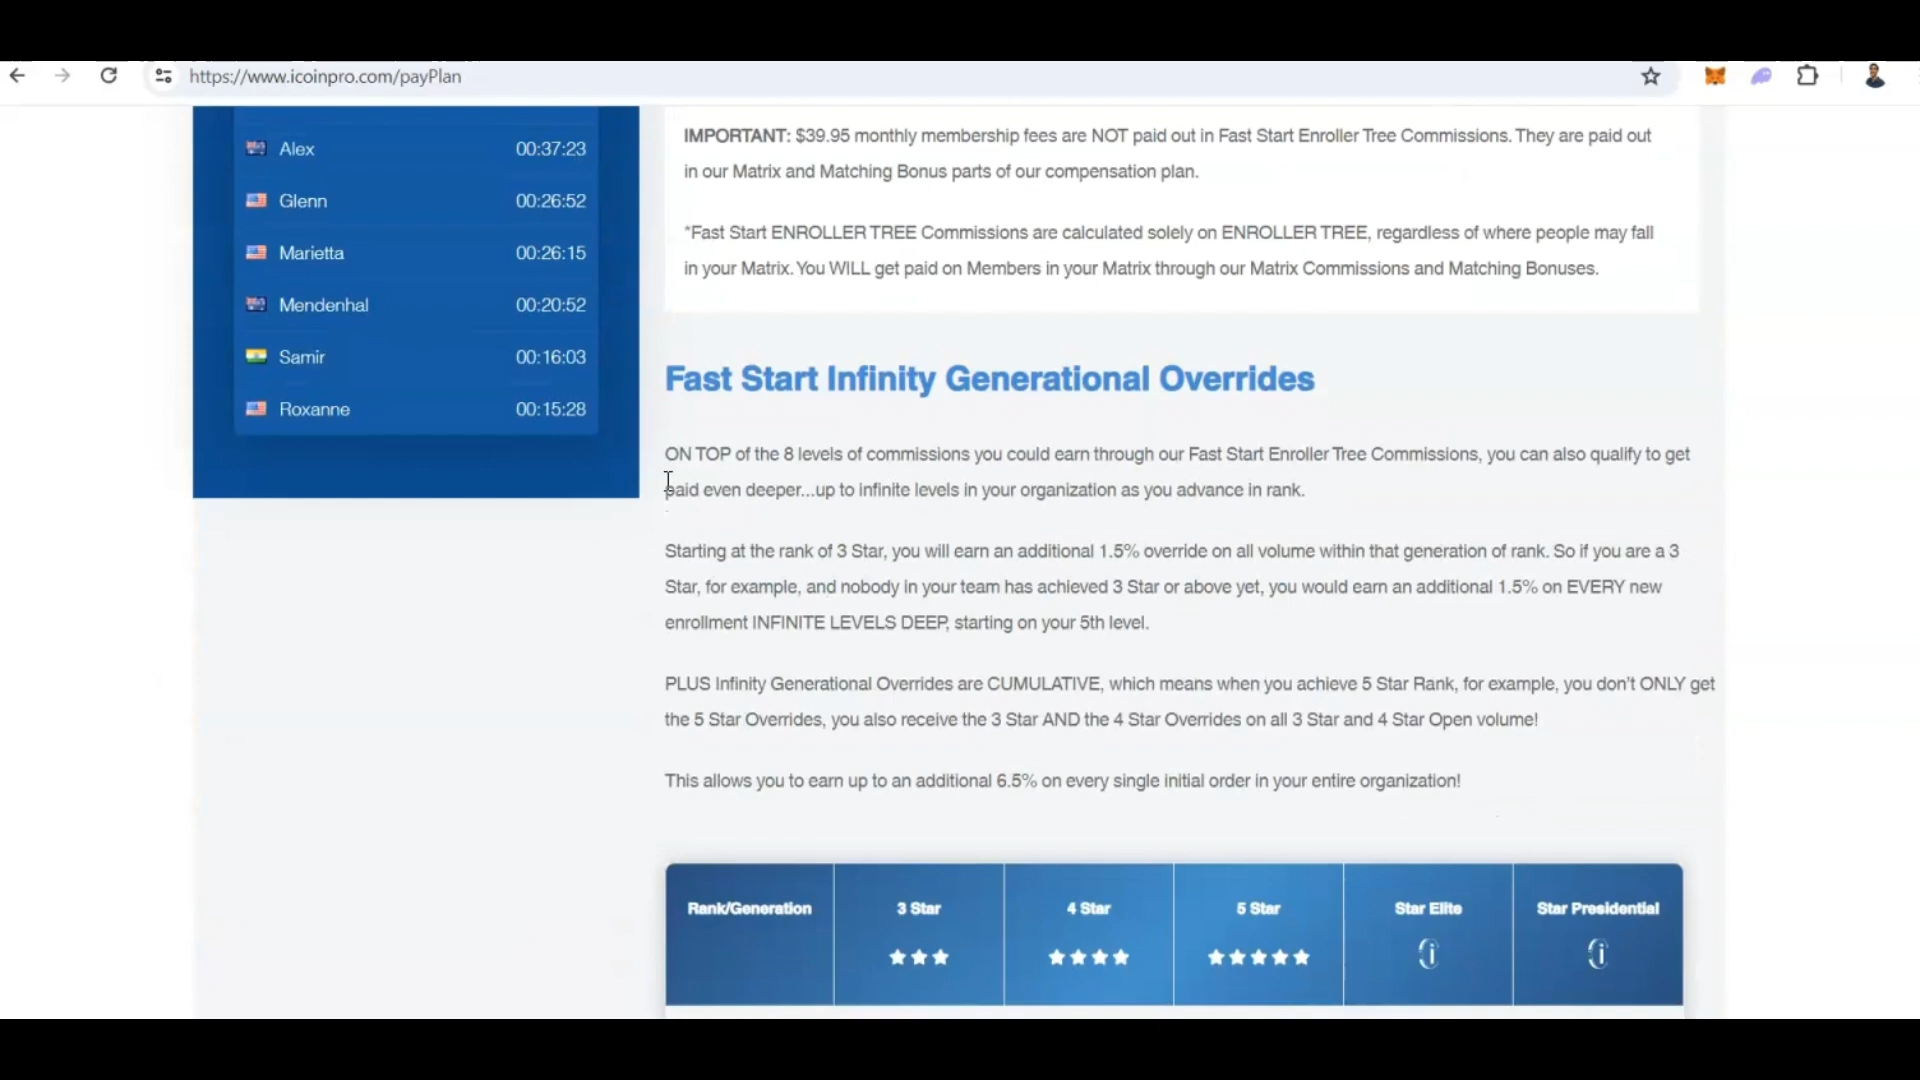 https://www.icoinpro.com/payPlan
Alex 00:37:23
Glenn 00:26:52
Marietta 00:26:15
Mendenhal 00:20:52
Samir 00:16:03
Roxanne 00:15:28
IMPORTANT: $39.95 monthly membership fees are NOT paid out in Fast Start Enroller Tree Commissions. They are paid out
in our Matrix and Matching Bonus parts of our compensation plan.
*Fast Start ENROLLER TREE Commissions are calculated solely on ENROLLER TREE, regardless of where people may fall
in your Matrix. You WILL get paid on Members in your Matrix through our Matrix Commissions and Matching Bonuses.
Fast Start Infinity Generational Overrides
ON TOP of the 8 levels of commissions you could earn through our Fast Start Enroller Tree Commissions, you can also qualify to get
paid even deeper...up to infinite levels in your organization as you advance in rank.
Starting at the rank of 3 Star, you will earn an additional 1.5% override on all volume within that generation of rank. So if you are a 3
Star, for example, and nobody in your team has achieved 3 Star or above yet, you would earn an additional 1.5% on EVERY new
enrollment INFINITE LEVELS DEEP, starting on your 5th level.
PLUS Infinity Generational Overrides are CUMULATIVE, which means when you achieve 5 Star Rank, for example, you don't ONLY get
the 5 Star Overrides, you also receive the 3 Star AND the 4 Star Overrides on all 3 Star and 4 Star Open volume!
This allows you to earn up to an additional 6.5% on every single initial order in your entire organization!
Rank/Generation 3 Star 4 Star 5 Star Star Elite Star Presidential